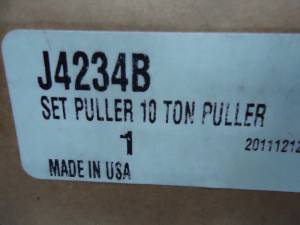 J4234B
SET PULLER 10 TON PULLER
1
20111212
MADE IN USA